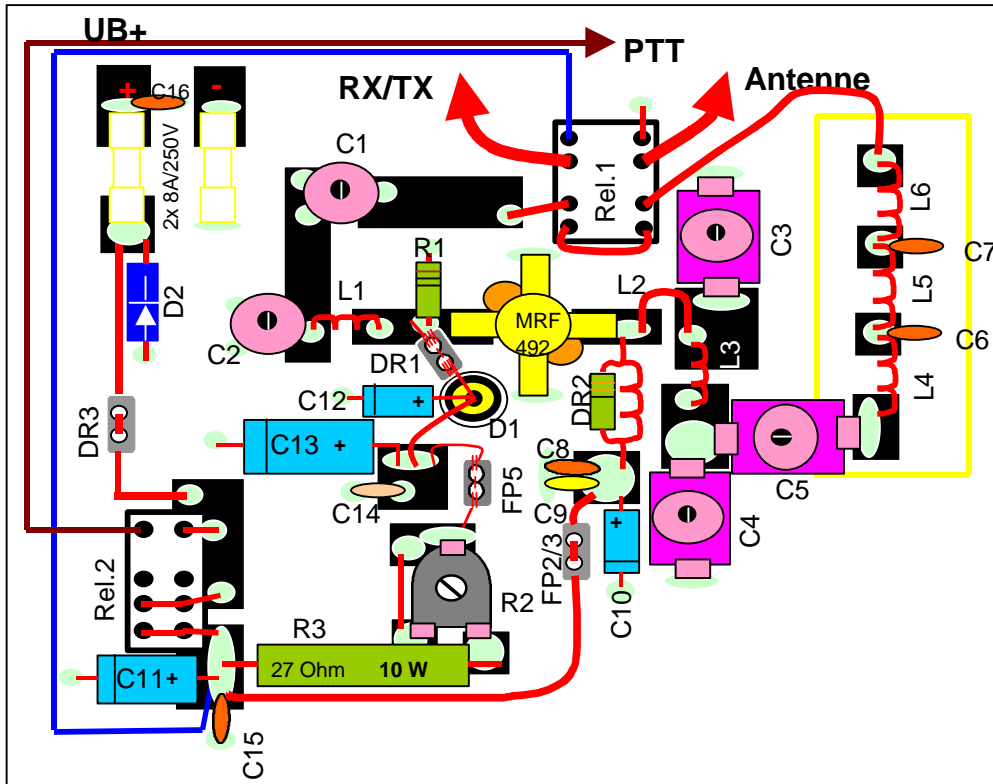 UB+
PTT
RX/TX
Antenne
+
C16
-
2x 8A/250V
C1
Rel.1
C3
L6
C7
R1
D2
L1
L2
MRF
492
L5
C2
L3
C6
DR1
DR2
L4
C12
+
D1
DR3
C13 +
C8
C5
C14
FP5
C9
C4
+
FP2/3
C10
Rel.2
R2
R3
27 Ohm 10 W
C11+
C15